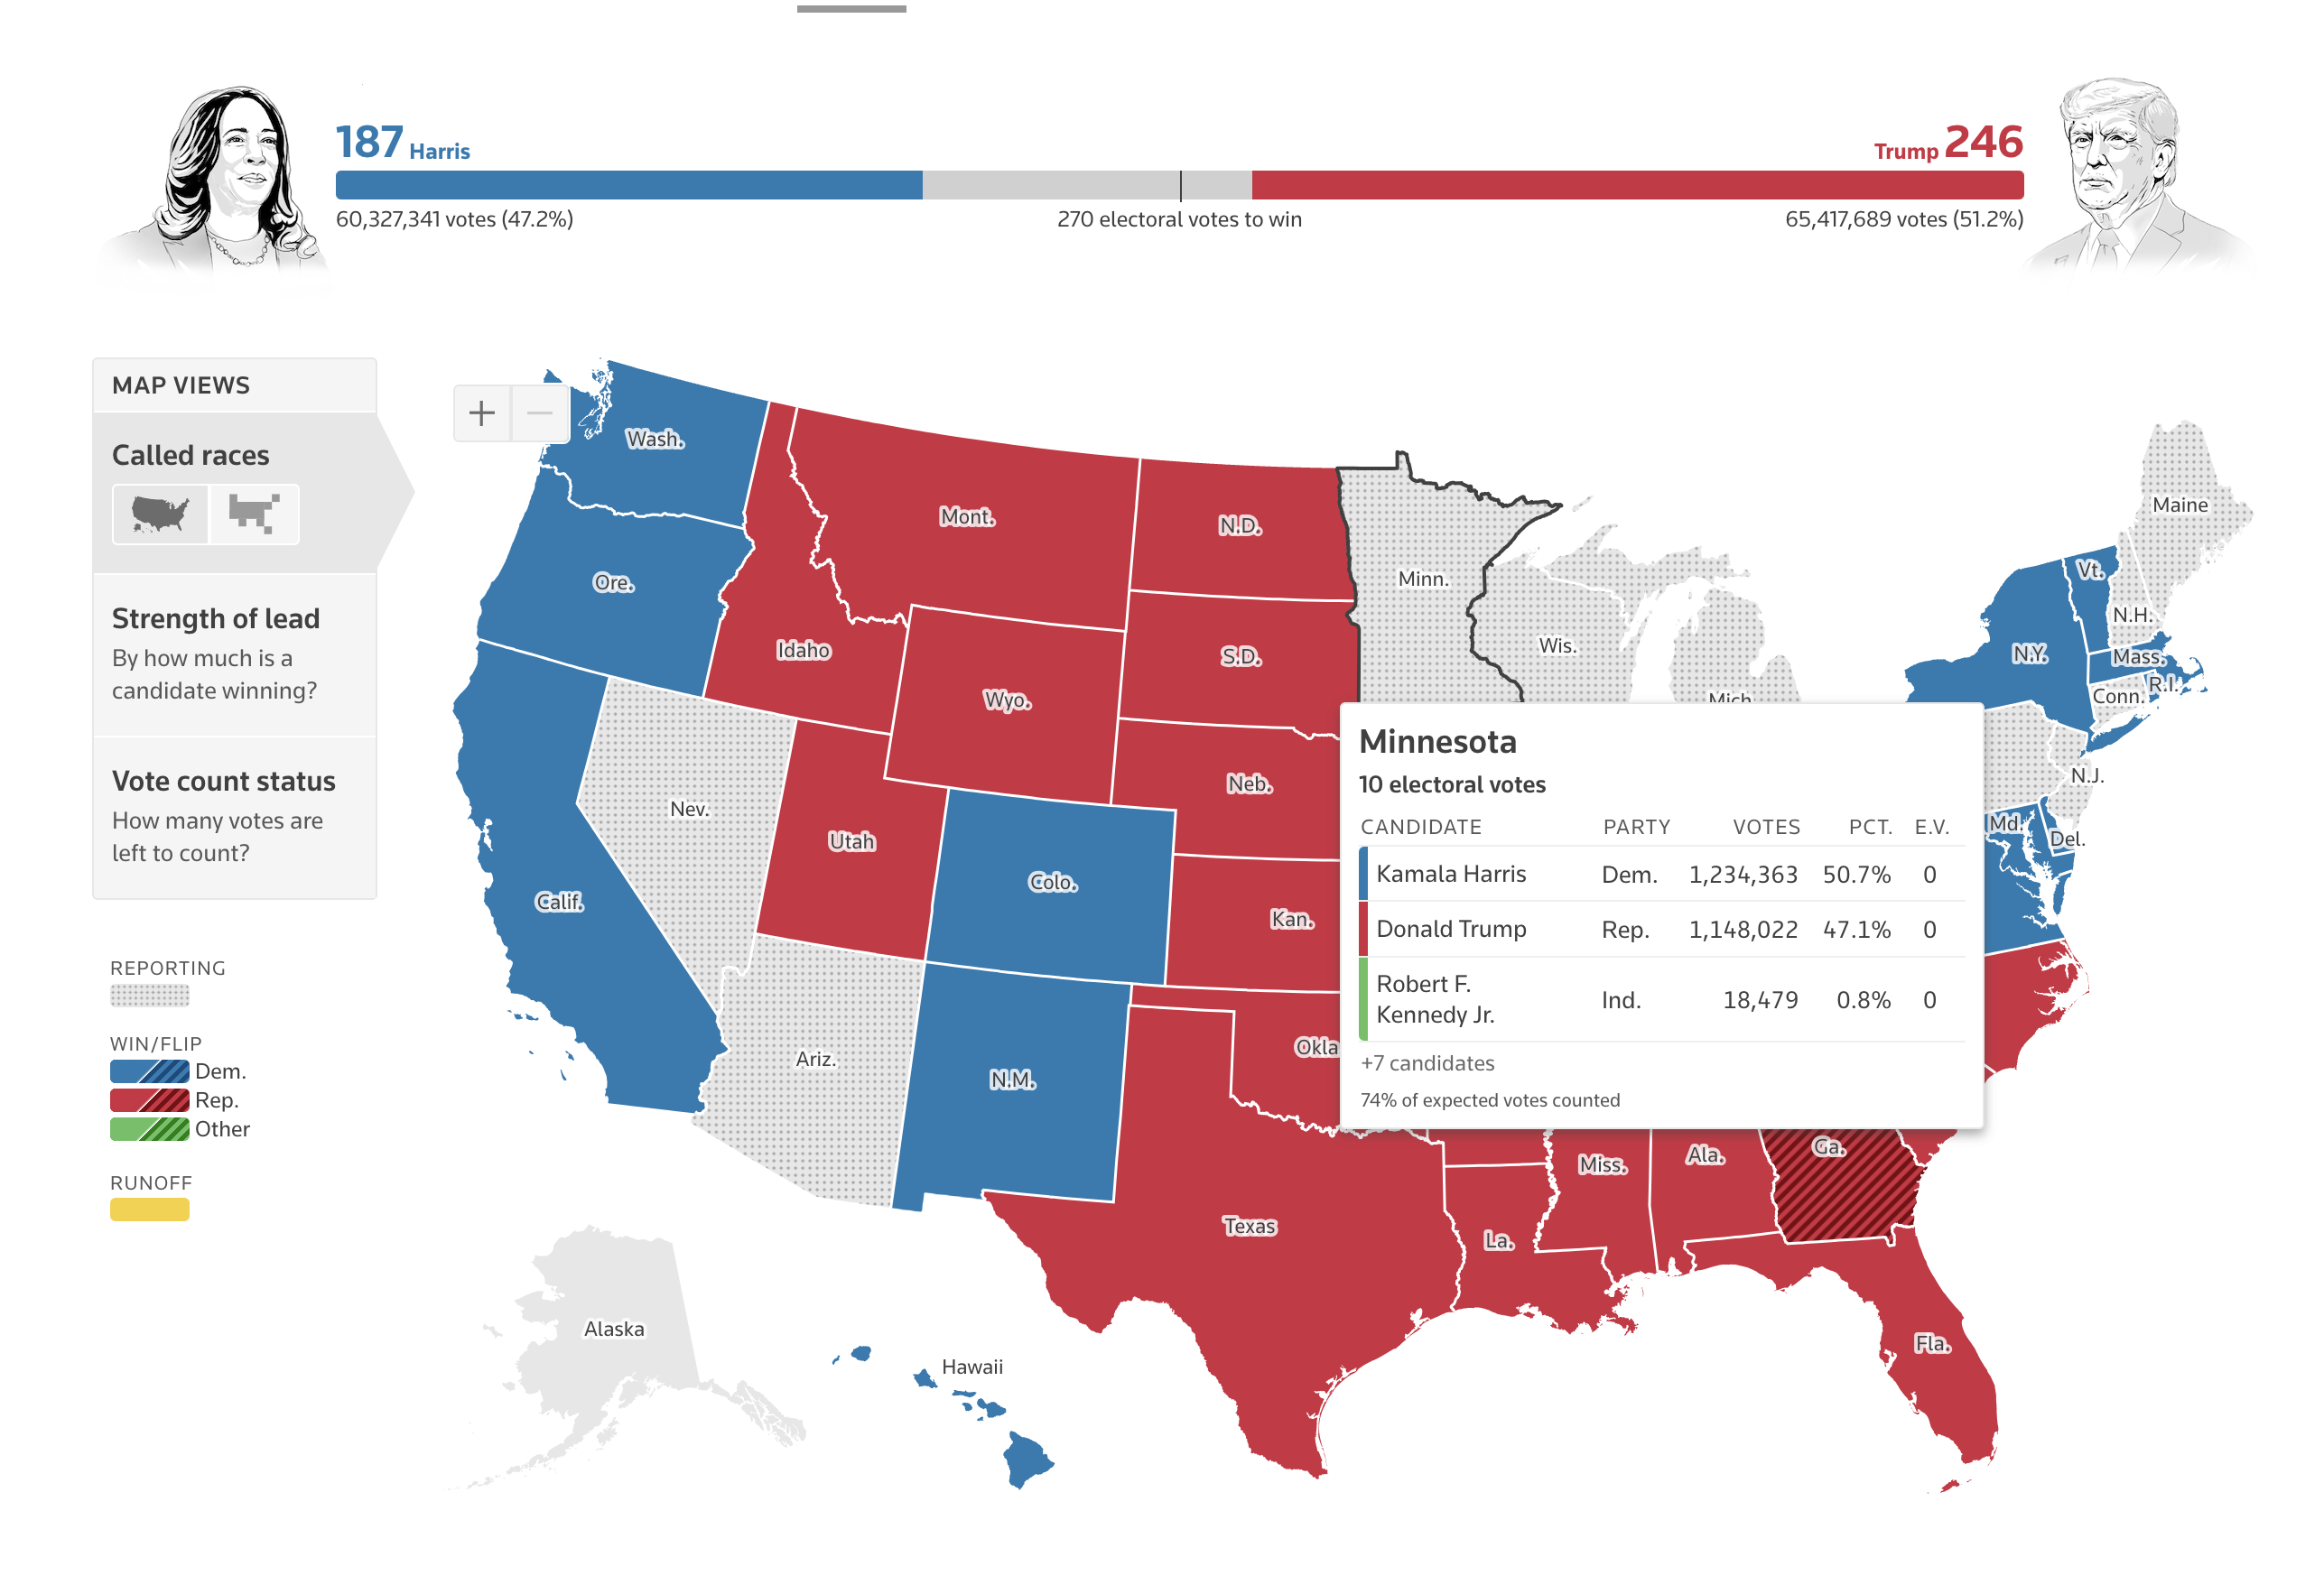 187 Harris
Trump 246
60,327,341 votes (47.2%)
270 electoral votes to win
65,417,689 votes (51.2%)
MAP VIEWS
Called races
Strength of lead
By how much is a
candidate winning?
Vote count status
How many votes are
left to count?
REPORTING
WIN/FLIP
Dem.
Rep.
Other
RUNOFF
+ −
Wash.
Mont.
N.D.
Minn.
Maine
Ore.
Vt.
N.H.
Idaho
S.D.
Wis.
N.Y.
Mass.
R.I.
Conn.
Wyo.
Mich
Nev.
Utah
Neb.
N.J.
Md.
Del.
Calif.
Colo.
Kan.
Ariz.
N.M.
Okla
Minnesota
10 electoral votes
CANDIDATE PARTY VOTES PCT. E.V.
Kamala Harris Dem. 1,234,363 50.7% 0
Donald Trump Rep. 1,148,022 47.1% 0
Robert F.
Kennedy Jr. Ind. 18,479 0.8% 0
+7 candidates
74% of expected votes counted
Texas
La.
Miss.
Ala.
Ga.
Fla.
Alaska
Hawaii